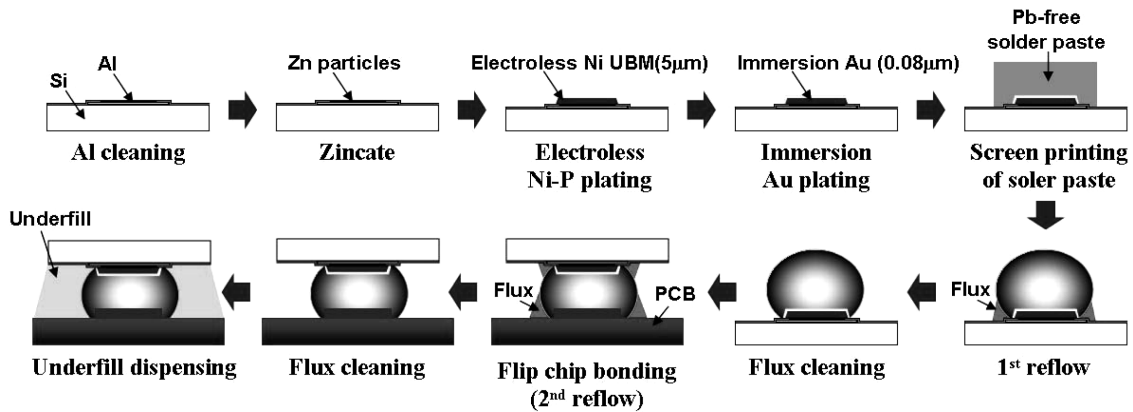 Al
Si
Al cleaning
Zn particles
Zincate
Electroless Ni UBM(5μm)
Electroless
Ni-P plating
Immersion Au (0.08μm)
Immersion
Au plating
Pb-free
solder paste
Screen printing
of soler paste
Flux
1st reflow
Flux cleaning
Flux
PCB
Flip chip bonding
(2nd reflow)
Flux cleaning
Underfill
Underfill dispensing